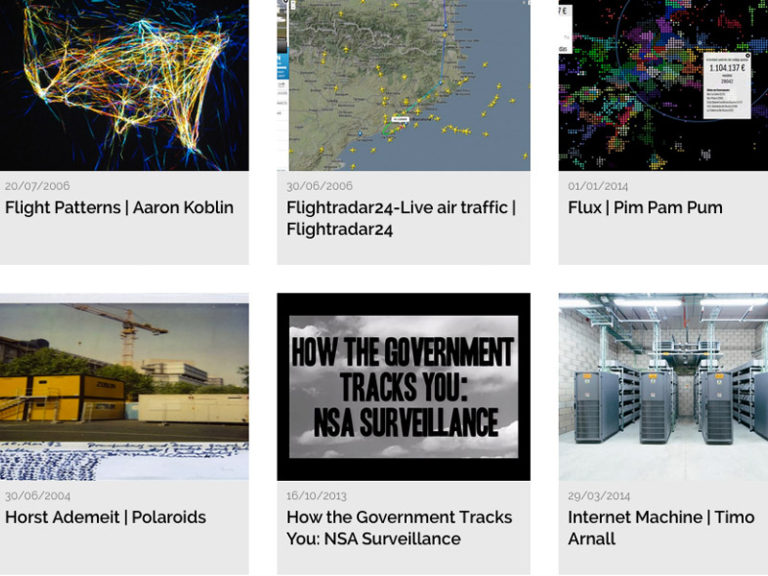 7 €
1.104.137 €
28042
20/07/2006
Flight Patterns | Aaron Koblin
30/06/2006
Flightradar24-Live air traffic |
Flightradar24
01/01/2014
Flux | Pim Pam Pum
HOW THE GOVERNMENT
TRACKS YOU:
NSA SURVEILLANCE
30/06/2004
Horst Ademeit | Polaroids
16/10/2013
How the Government Tracks
You: NSA Surveillance
29/03/2014
Internet Machine | Timo
Arnall